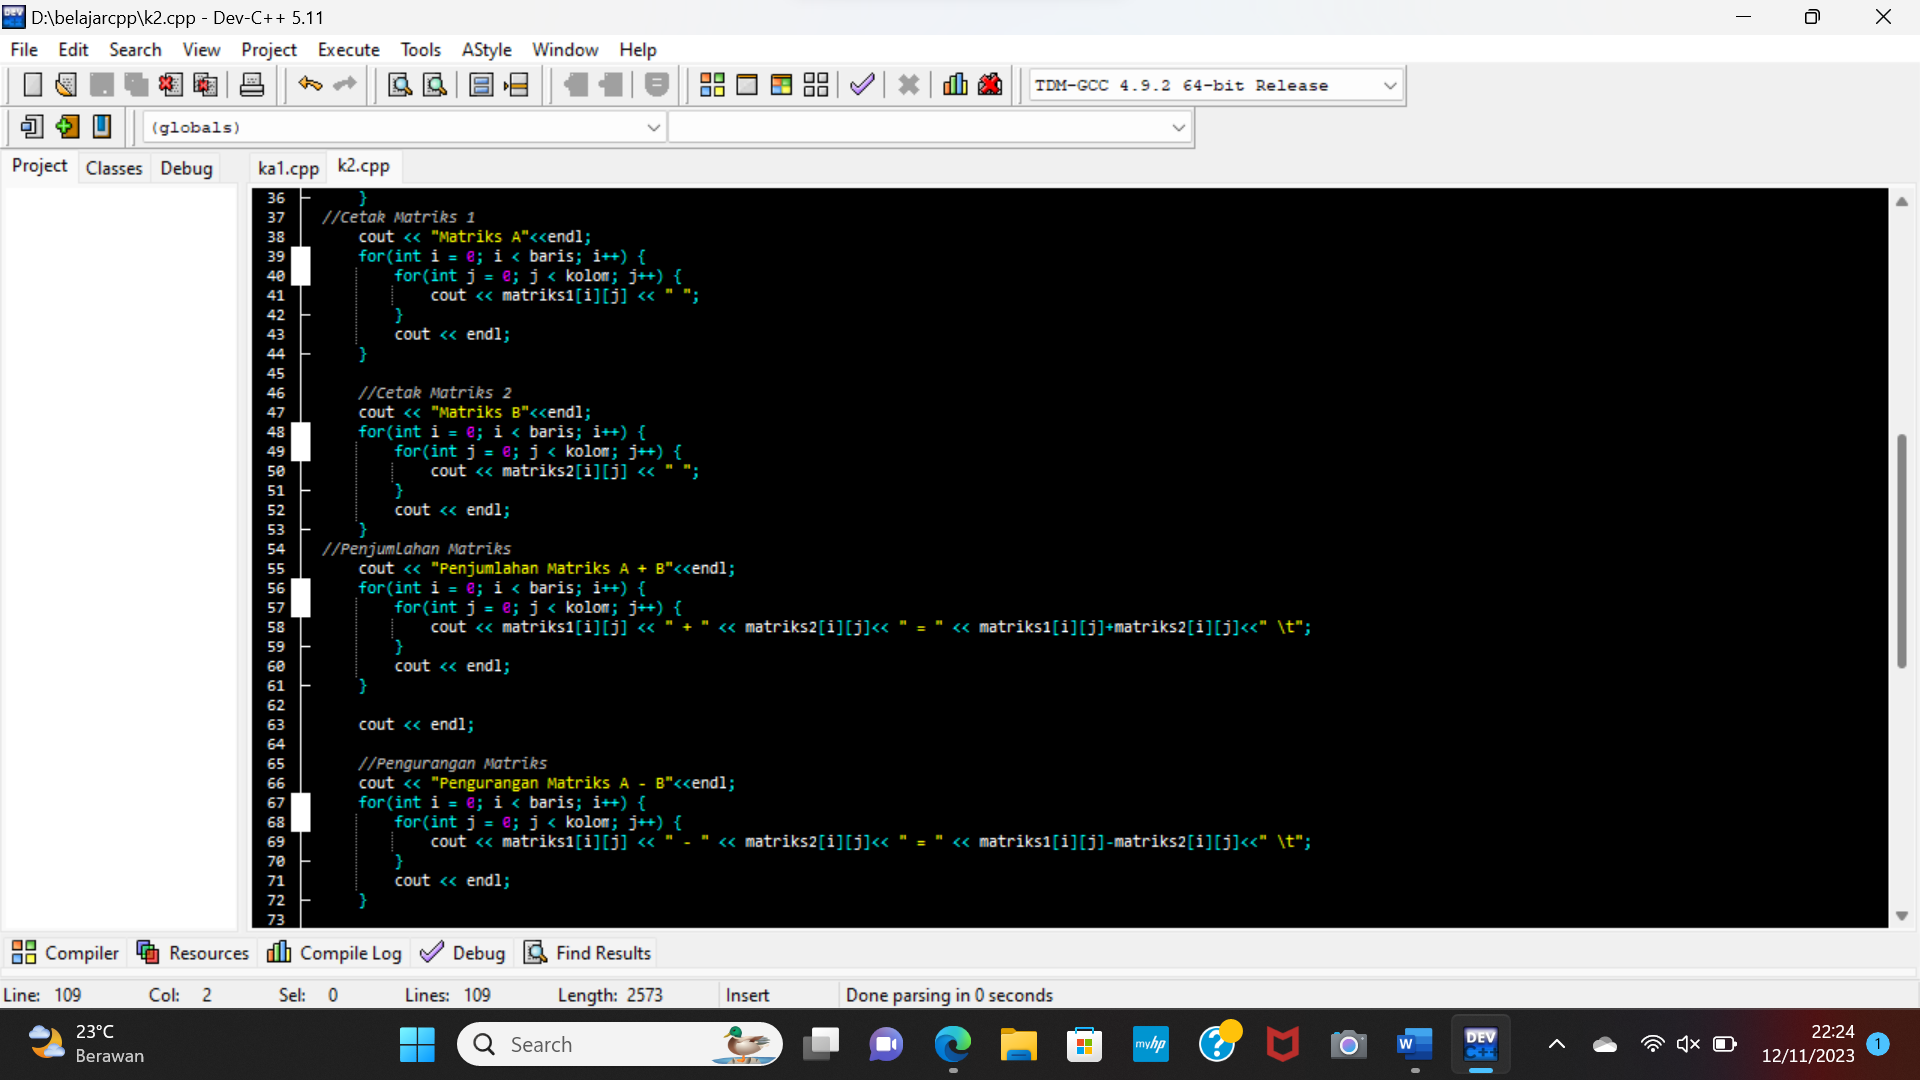 D:\belajarcpp\k2.cpp - Dev-C++ 5.11
File Edit Search View Project Execute Tools AStyle Window Help
TDM-GCC 4.9.2 64-bit Release
(globals)
Project Classes Debug ka1.cpp k2.cpp
36 }
37 //Cetak Matriks 1
38 cout << "Matriks A"<<endl;
39 for(int i = 0; i < baris; i++) {
40 for(int j = 0; j < kolom; j++) {
41 cout << matriks1[i][j] << " ";
42 }
43 cout << endl;
44 }
45
46 //Cetak Matriks 2
47 cout << "Matriks B"<<endl;
48 for(int i = 0; i < baris; i++) {
49 for(int j = 0; j < kolom; j++) {
50 cout << matriks2[i][j] << " ";
51 }
52 cout << endl;
53 }
54 //Penjumlahan Matriks
55 cout << "Penjumlahan Matriks A + B"<<endl;
56 for(int i = 0; i < baris; i++) {
57 for(int j = 0; j < kolom; j++) {
58 cout << matriks1[i][j] << " + " << matriks2[i][j]<< " = " << matriks1[i][j]+matriks2[i][j]<<" \t";
59 }
60 cout << endl;
61 }
62
63 cout << endl;
64
65 //Pengurangan Matriks
66 cout << "Pengurangan Matriks A - B"<<endl;
67 for(int i = 0; i < baris; i++) {
68 for(int j = 0; j < kolom; j++) {
69 cout << matriks1[i][j] << " - " << matriks2[i][j]<< " = " << matriks1[i][j]-matriks2[i][j]<<" \t";
70 }
71 cout << endl;
72 }
73
Compiler Resources Compile Log Debug Find Results
Line: 109 Col: 2 Sel: 0 Lines: 109 Length: 2573 Insert Done parsing in 0 seconds
23°C
Berawan
Search
myhp
W
DEV C++
22:24
12/11/2023
1